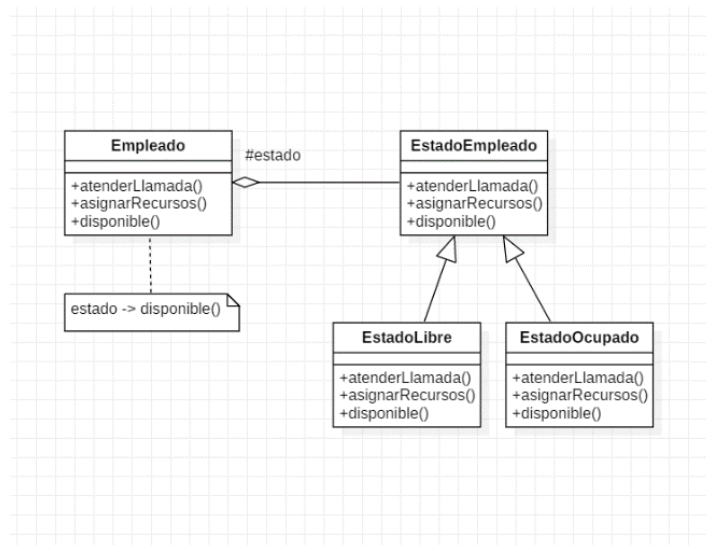 Empleado
+atenderLlamada()
+asignarRecursos()
+disponible()
#estado
EstadoEmpleado
+atenderLlamada()
+asignarRecursos()
+disponible()
estado -> disponible()
EstadoLibre
+atenderLlamada()
+asignarRecursos()
+disponible()
EstadoOcupado
+atenderLlamada()
+asignarRecursos()
+disponible()